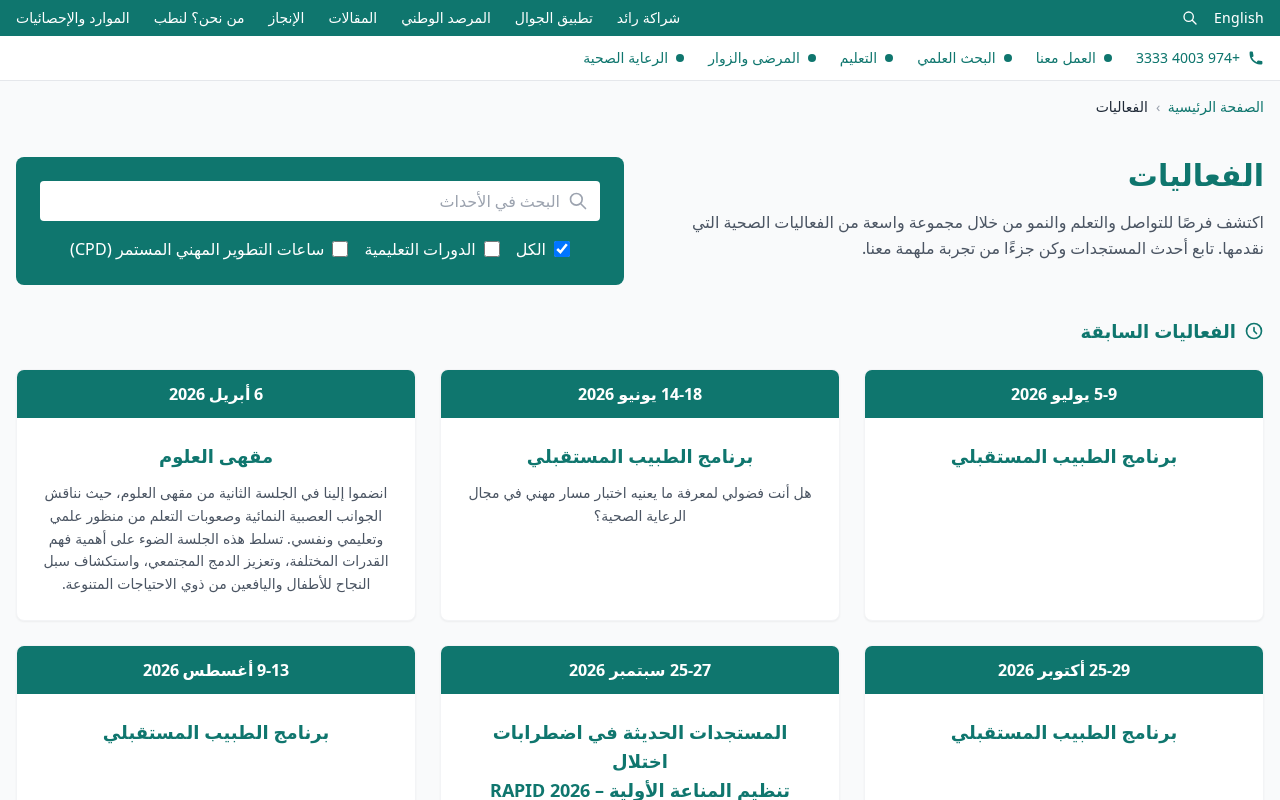 English
شراكة رائد
تطبيق الجوال
المرصد الوطني
المقالات
الإنجاز
من نحن؟ لنطب
الموارد والإحصائيات
+974 4003 3333
العمل معنا
البحث العلمي
التعليم
المرضى والزوار
الرعاية الصحية
الصفحة الرئيسية › الفعاليات
الفعاليات
اكتشف فرصًا للتواصل والتعلم والنمو من خلال مجموعة واسعة من الفعاليات الصحية التي
نقدمها. تابع أحدث المستجدات وكن جزءًا من تجربة ملهمة معنا.
البحث في الأحداث
الكل
الدورات التعليمية
ساعات التطوير المهني المستمر (CPD)
الفعاليات السابقة
5-9 يوليو 2026
برنامج الطبيب المستقبلي
14-18 يونيو 2026
برنامج الطبيب المستقبلي
هل أنت فضولي لمعرفة ما يعنيه اختبار مسار مهني في مجال
الرعاية الصحية؟
6 أبريل 2026
مقهى العلوم
انضموا إلينا في الجلسة الثانية من مقهى العلوم، حيث نناقش
الجوانب العصبية النمائية وصعوبات التعلم من منظور علمي
وتعليمي ونفسي. تسلط هذه الجلسة الضوء على أهمية فهم
القدرات المختلفة، وتعزيز الدمج المجتمعي، واستكشاف سبل
النجاح للأطفال واليافعين من ذوي الاحتياجات المتنوعة.
25-29 أكتوبر 2026
برنامج الطبيب المستقبلي
25-27 سبتمبر 2026
المستجدات الحديثة في اضطرابات
اختلال
تنظيم المناعة الأولية – RAPID 2026
9-13 أغسطس 2026
برنامج الطبيب المستقبلي